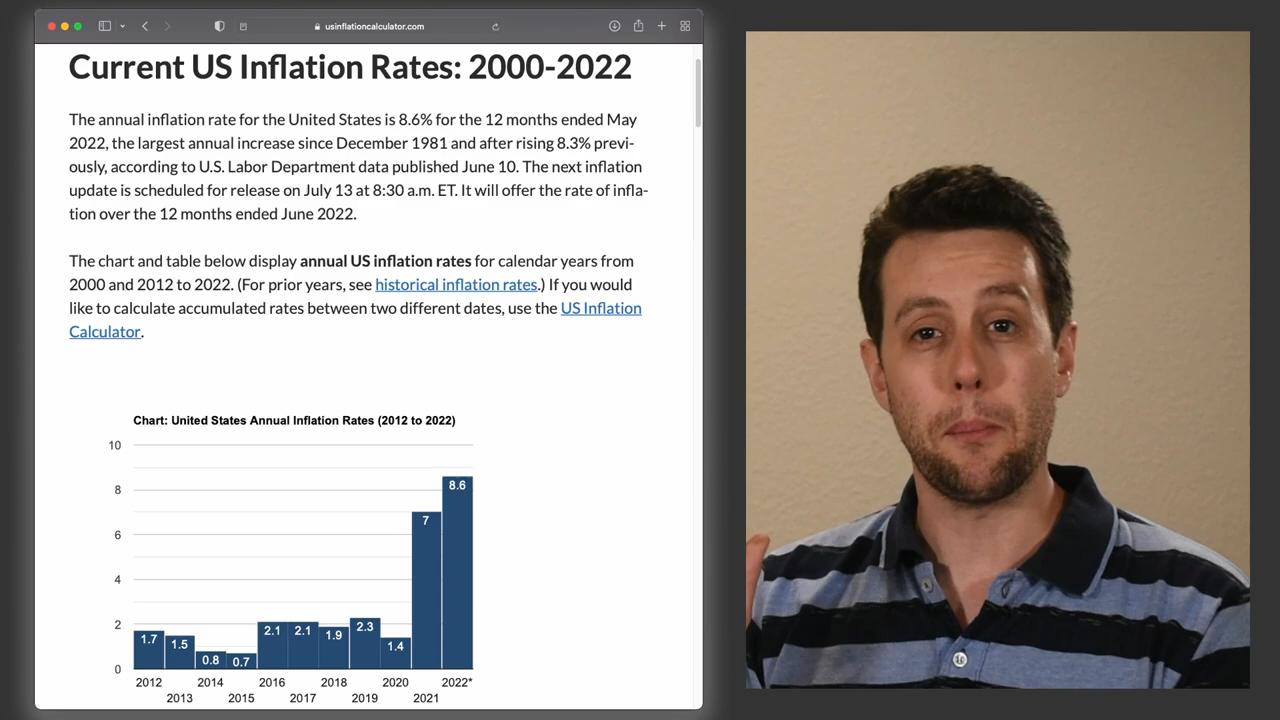 usinflationcalculator.com
Current US Inflation Rates: 2000-2022
The annual inflation rate for the United States is 8.6% for the 12 months ended May
2022, the largest annual increase since December 1981 and after rising 8.3% previ-
ously, according to U.S. Labor Department data published June 10. The next inflation
update is scheduled for release on July 13 at 8:30 a.m. ET. It will offer the rate of infla-
tion over the 12 months ended June 2022.
The chart and table below display annual US inflation rates for calendar years from
2000 and 2012 to 2022. (For prior years, see historical inflation rates.) If you would
like to calculate accumulated rates between two different dates, use the US Inflation
Calculator.
Chart: United States Annual Inflation Rates (2012 to 2022)
10
8
6
4
2
0
1.7
1.5
0.8
0.7
2.1
2.1
1.9
2.3
1.4
7
8.6
2012
2013
2014
2015
2016
2017
2018
2019
2020
2021
2022*